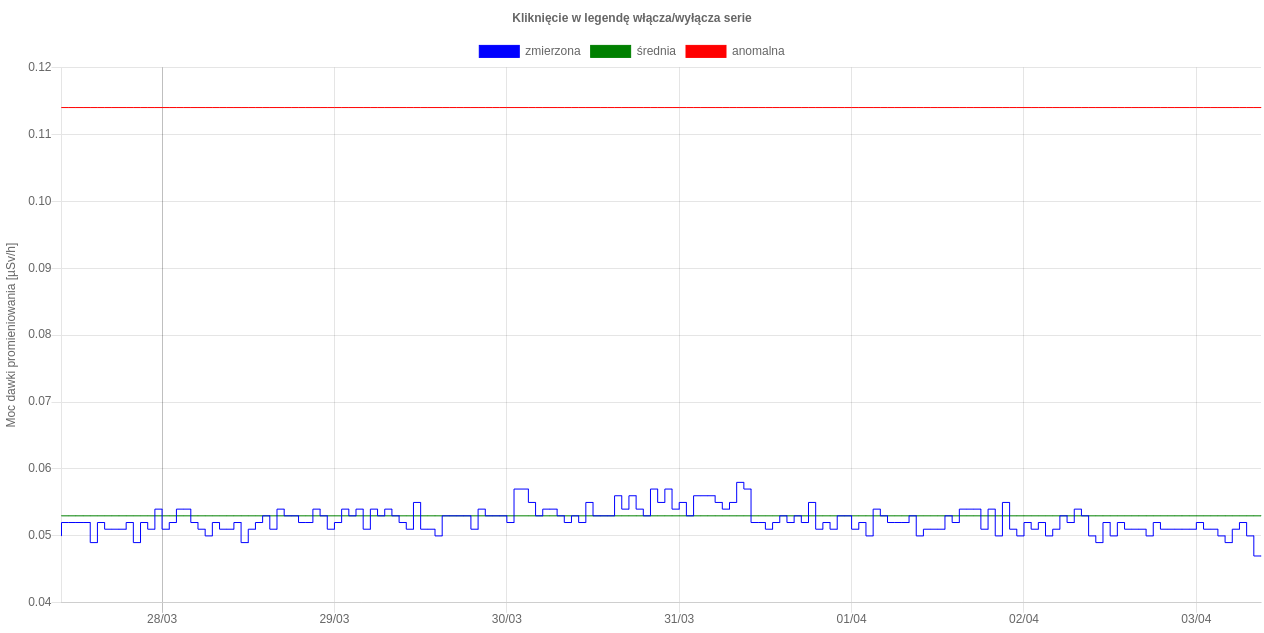 Kliknięcie w legendę włącza/wyłącza serie
zmierzona średnia anomalna
0.12
0.11
0.10
0.09
0.08
0.07
0.06
0.05
0.04
Moc dawki promieniowania [µSv/h]
28/03 29/03 30/03 31/03 01/04 02/04 03/04